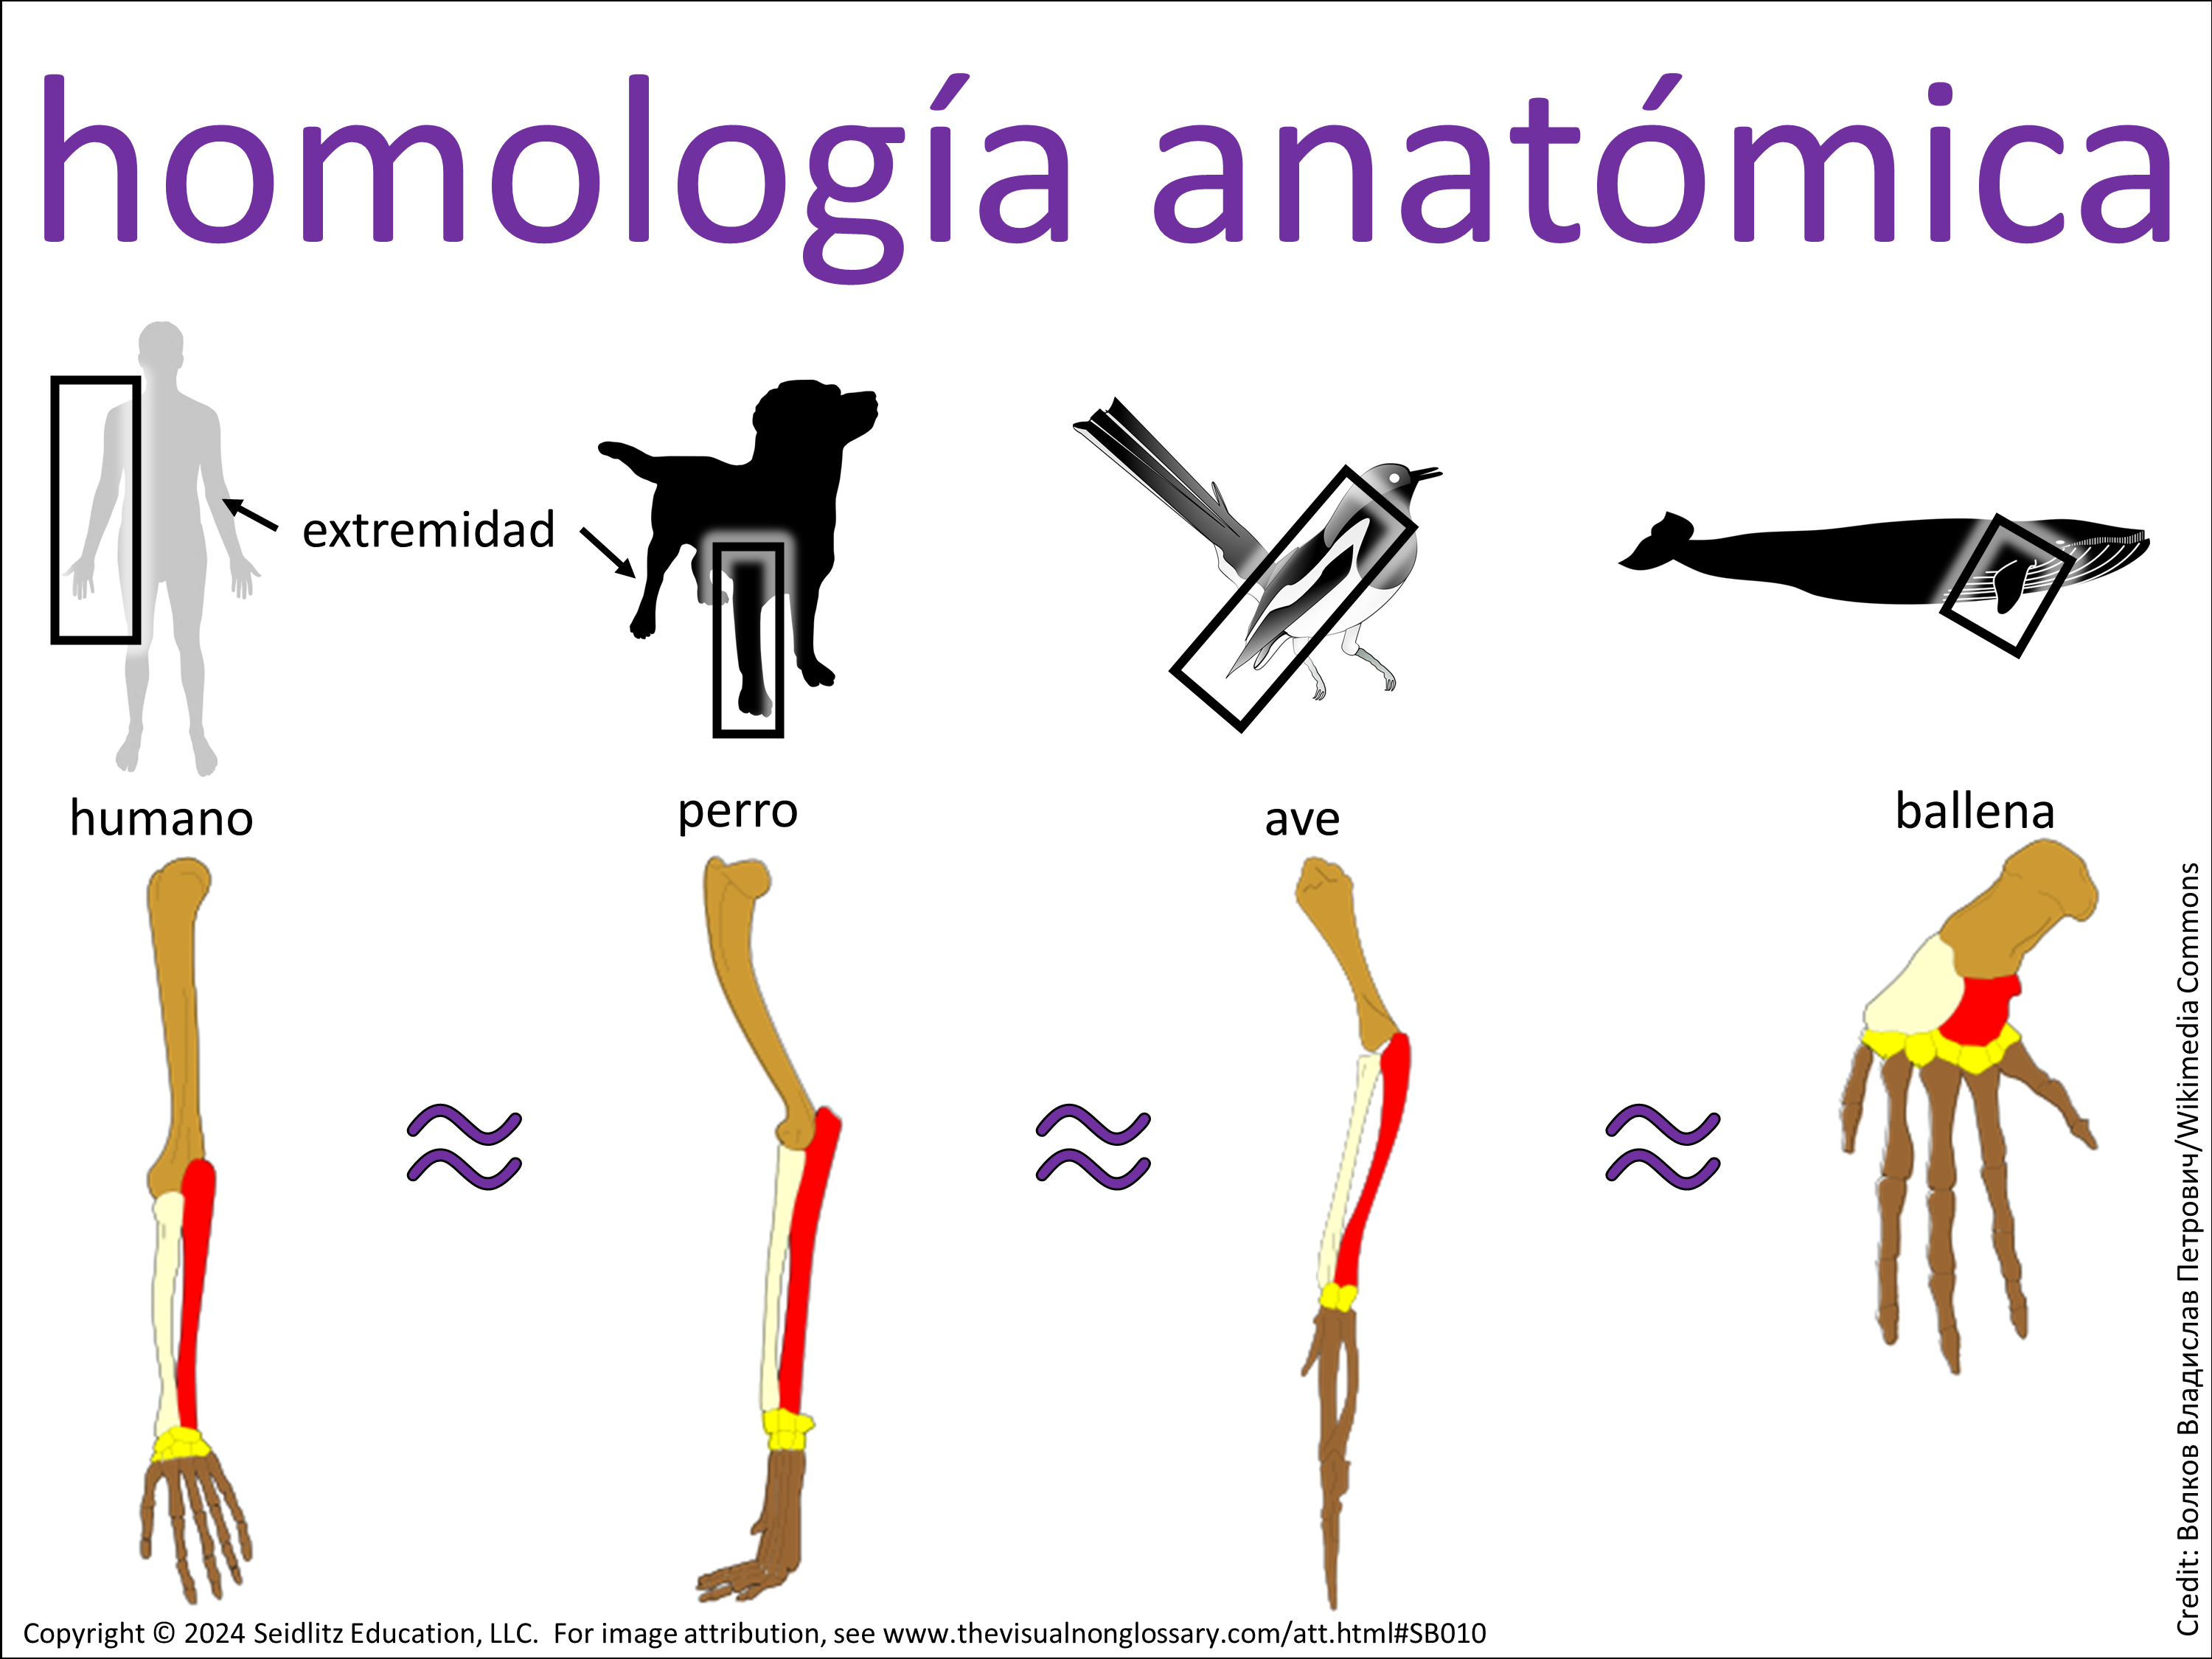 homología anatómica
extremidad
humano
perro
ave
ballena
Credit: Волков Владислав Петрович/Wikimedia Commons
Copyright © 2024 Seidlitz Education, LLC.  For image attribution, see www.thevisualnonglossary.com/att.html#SB010